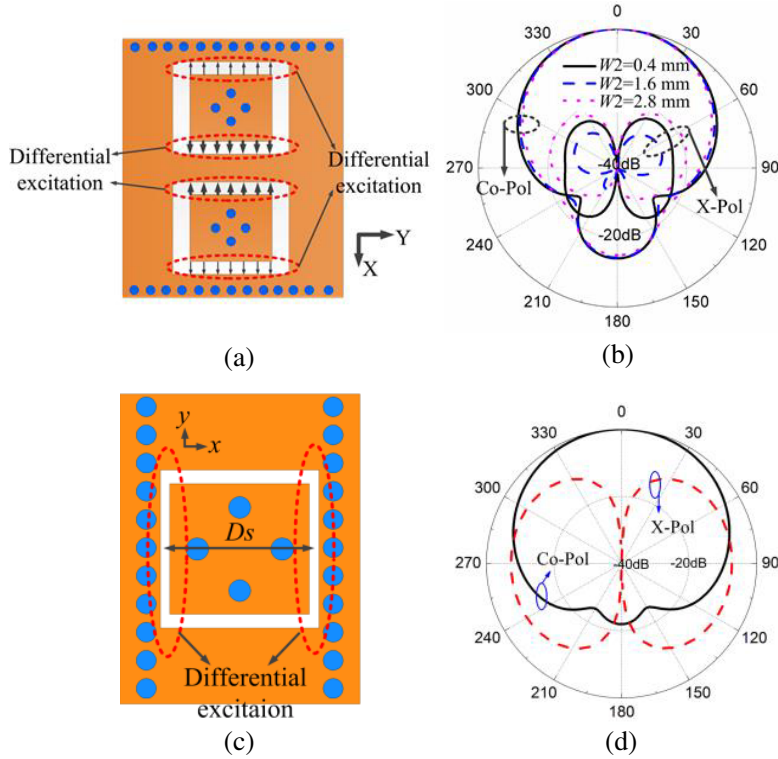 Differential
excitation
Differential
excitation
Y
X
(a)
0
30
60
90
120
150
180
210
240
270
300
330
W2=0.4 mm
W2=1.6 mm
W2=2.8 mm
-40dB
-20dB
Co-Pol
X-Pol
(b)
y
x
Ds
Differential
excitaion
(c)
0
30
60
90
120
150
180
210
240
270
300
330
X-Pol
Co-Pol
-40dB
-20dB
(d)